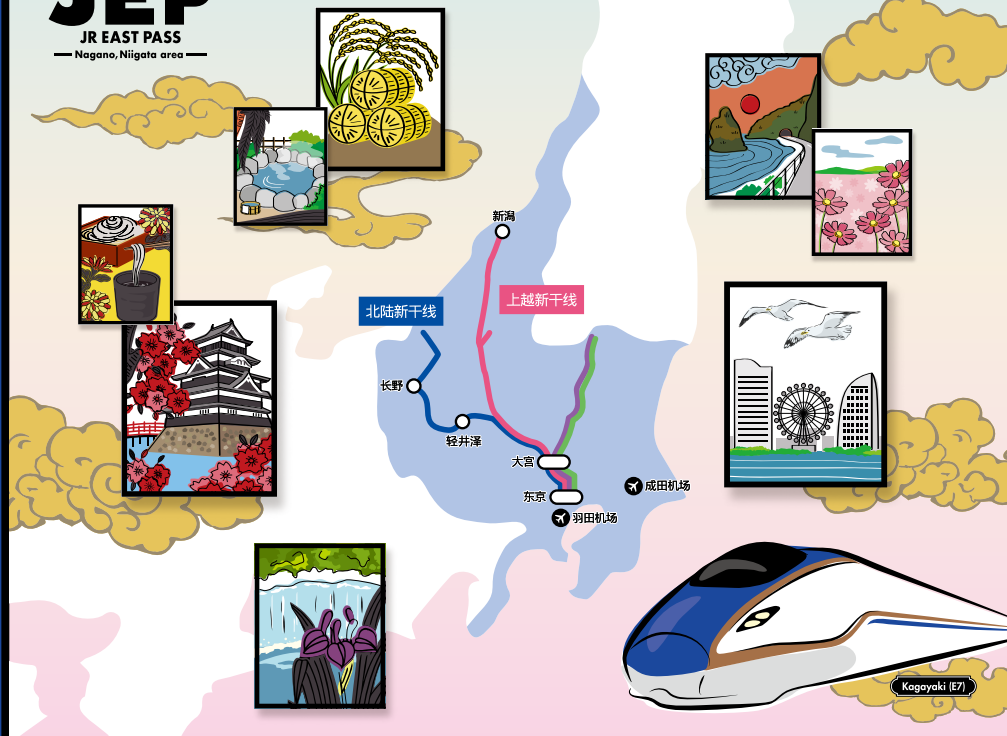 JEP
JR EAST PASS
Nagano, Niigata area
新潟
北陆新干线
上越新干线
长野
轻井泽
大宫
东京
成田机场
羽田机场
Kagayaki (E7)